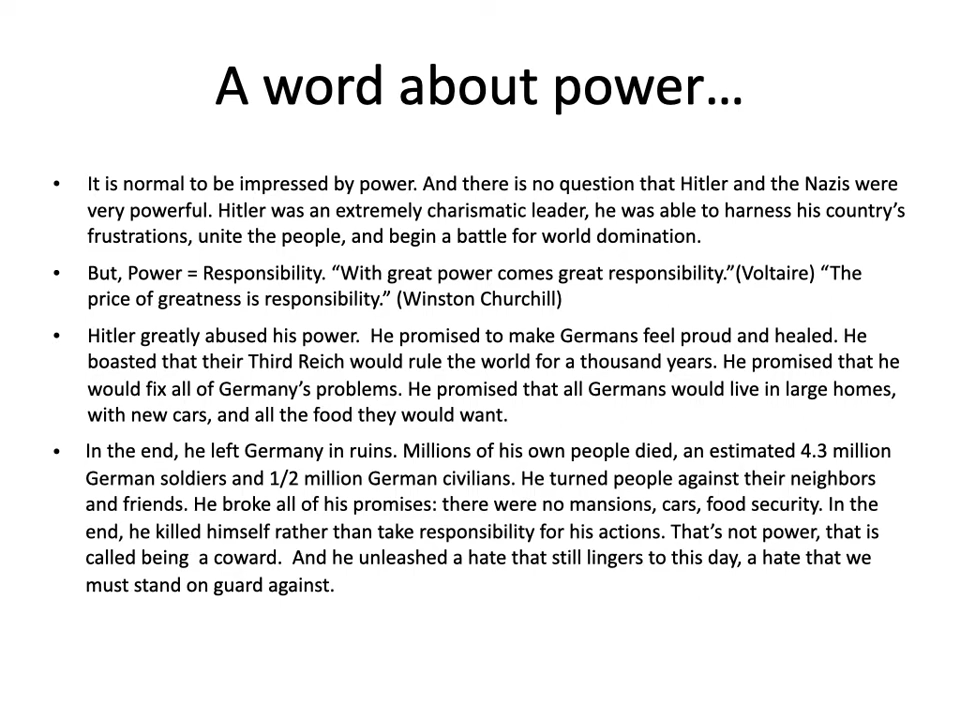 A word about power…
• It is normal to be impressed by power. And there is no question that Hitler and the Nazis were
very powerful. Hitler was an extremely charismatic leader, he was able to harness his country’s
frustrations, unite the people, and begin a battle for world domination.
• But, Power = Responsibility. “With great power comes great responsibility.”(Voltaire) “The
price of greatness is responsibility.” (Winston Churchill)
• Hitler greatly abused his power.  He promised to make Germans feel proud and healed. He
boasted that their Third Reich would rule the world for a thousand years. He promised that he
would fix all of Germany’s problems. He promised that all Germans would live in large homes,
with new cars, and all the food they would want.
• In the end, he left Germany in ruins. Millions of his own people died, an estimated 4.3 million
German soldiers and 1/2 million German civilians. He turned people against their neighbors
and friends. He broke all of his promises: there were no mansions, cars, food security. In the
end, he killed himself rather than take responsibility for his actions. That’s not power, that is
called being  a coward.  And he unleashed a hate that still lingers to this day, a hate that we
must stand on guard against.